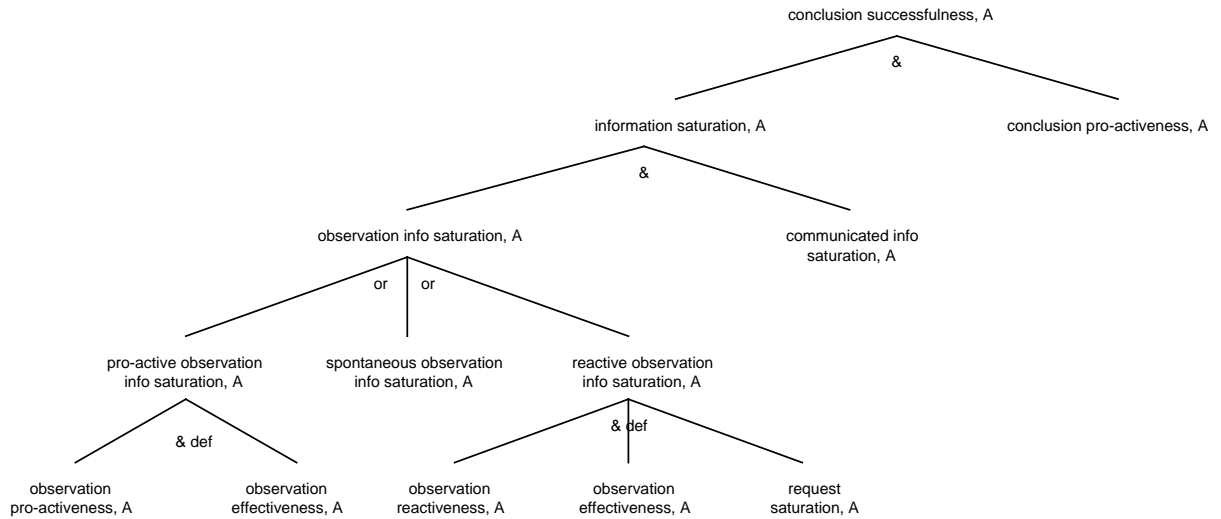 conclusion successfulness, A
&
information saturation, A
conclusion pro-activeness, A
&
observation info saturation, A
communicated info
saturation, A
or
or
pro-active observation
info saturation, A
spontaneous observation
info saturation, A
reactive observation
info saturation, A
& def
& def
observation
pro-activeness, A
observation
effectiveness, A
observation
reactiveness, A
observation
effectiveness, A
request
saturation, A